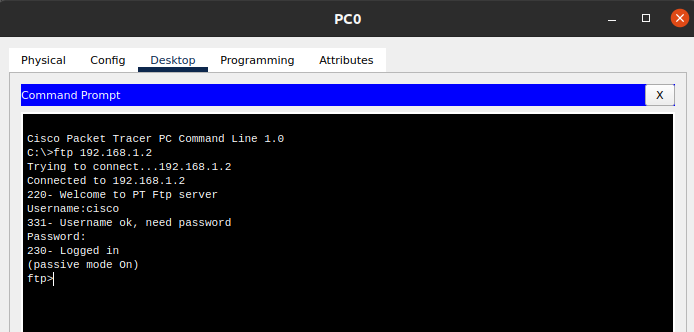 PC0
Physical Config Desktop Programming Attributes
Command Prompt X
Cisco Packet Tracer PC Command Line 1.0
C:\>ftp 192.168.1.2
Trying to connect...192.168.1.2
Connected to 192.168.1.2
220- Welcome to PT Ftp server
Username:cisco
331- Username ok, need password
Password:
230- Logged in
(passive mode On)
ftp>